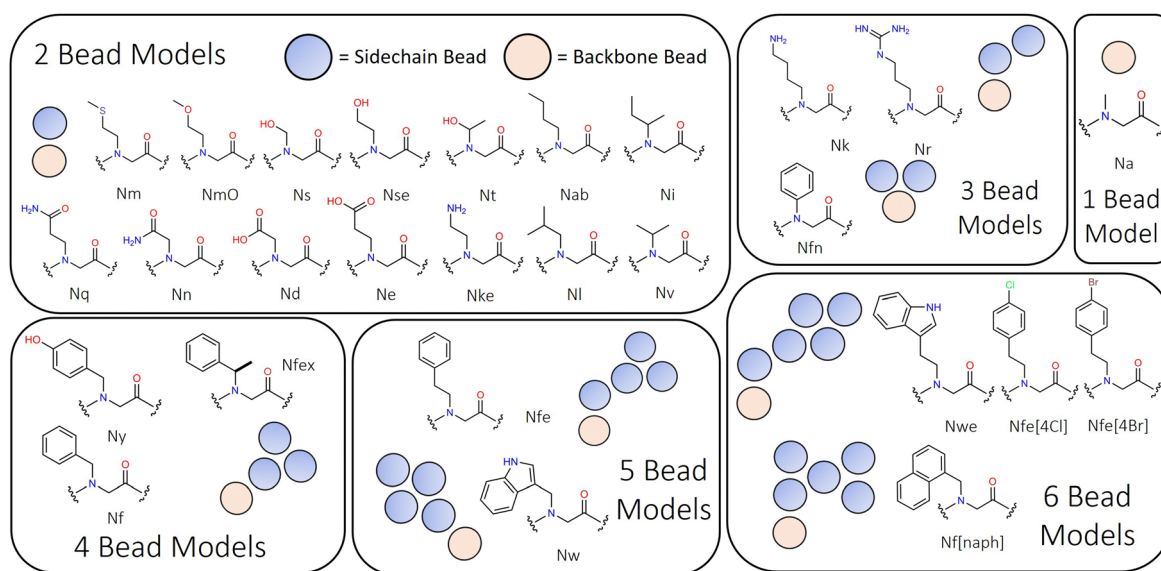 2 Bead Models
= Sidechain Bead
= Backbone Bead
S
N
O
Nm
O
N
O
NmO
HO
N
O
Ns
OH
N
O
Nse
HO
N
O
Nt
N
O
Nab
N
O
Ni
H₂N
O
N
O
Nq
O
H₂N
N
O
Nn
O
HO
N
O
Nd
O
OH
N
O
Ne
NH₂
N
O
Nke
N
O
Nl
N
O
Nv
NH₂
N
O
Nk
HN
NH₂
N
N
O
Nr
N
O
Nfn
3 Bead
Models
N
O
Na
1 Bead
Model
HO
N
O
Ny
N
O
Nfex
N
O
Nf
4 Bead Models
N
O
Nfe
HN
N
O
Nw
5 Bead
Models
NH
N
O
Nwe
Cl
N
O
Nfe[4Cl]
Br
N
O
Nfe[4Br]
N
O
Nf[naph]
6 Bead
Models